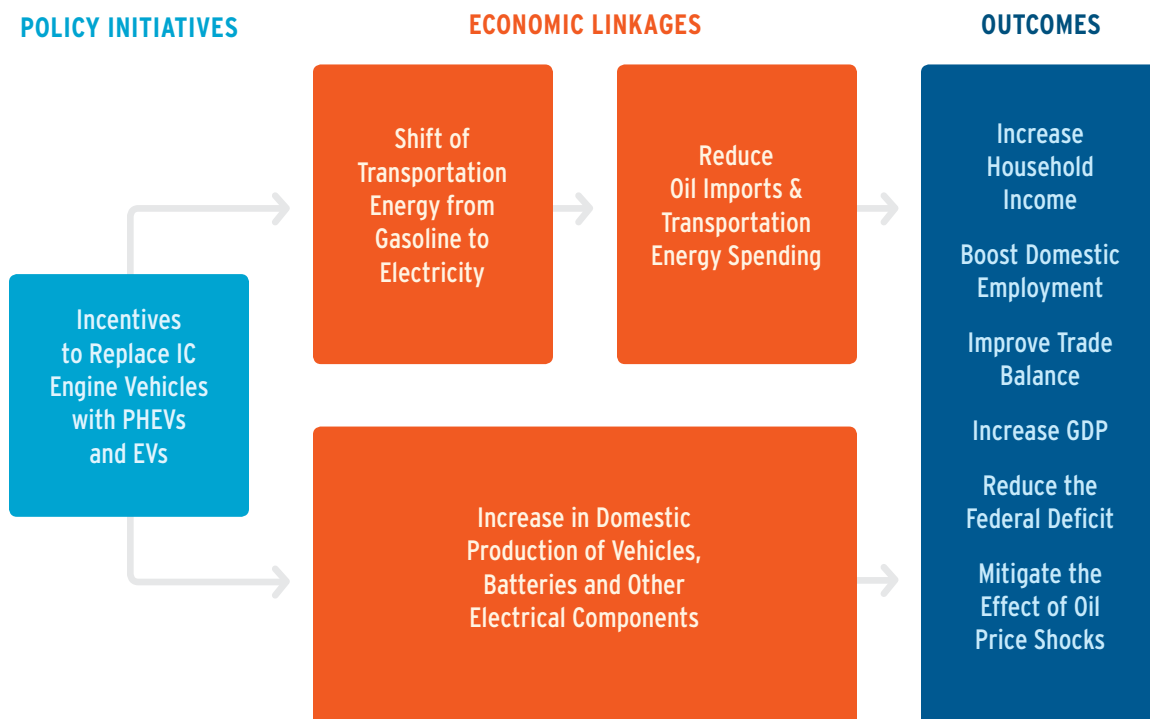 POLICY INITIATIVES
ECONOMIC LINKAGES
OUTCOMES
Incentives
to Replace IC
Engine Vehicles
with PHEVs
and EVs
Shift of
Transportation
Energy from
Gasoline to
Electricity
Reduce
Oil Imports &
Transportation
Energy Spending
Increase in Domestic
Production of Vehicles,
Batteries and Other
Electrical Components
Increase
Household
Income
Boost Domestic
Employment
Improve Trade
Balance
Increase GDP
Reduce the
Federal Deficit
Mitigate the
Effect of Oil
Price Shocks